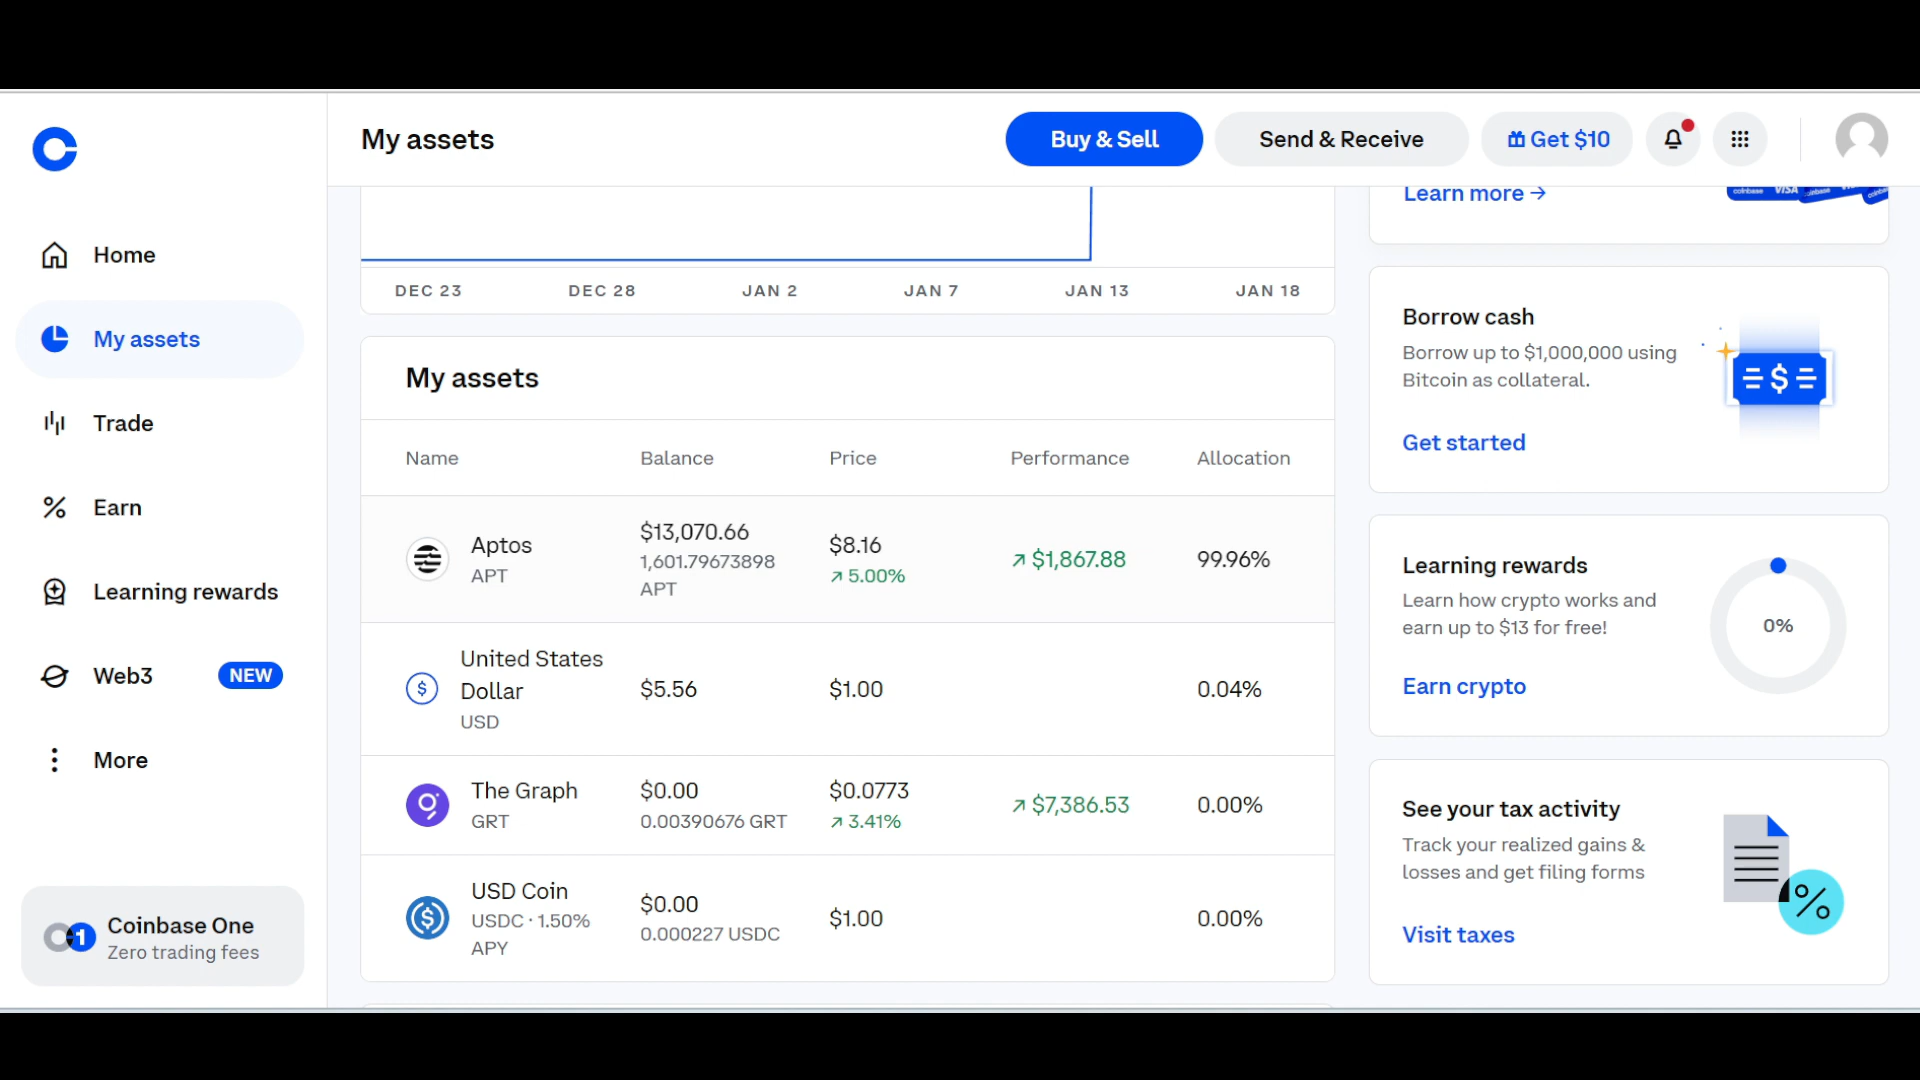 My assets
Buy & Sell
Send & Receive
Get $10
Home
My assets
Trade
Earn
Learning rewards
Web3
NEW
More
Coinbase One
Zero trading fees
DEC 23
DEC 28
JAN 2
JAN 7
JAN 13
JAN 18
My assets
Name
Balance
Price
Performance
Allocation
Aptos
APT
$13,070.66
1,601.79673898
APT
$8.16
↗ 5.00%
↗ $1,867.88
99.96%
$
United States
Dollar
USD
$5.56
$1.00
0.04%
The Graph
GRT
$0.00
0.00390676 GRT
$0.0773
↗ 3.41%
↗ $7,386.53
0.00%
$
USD Coin
USDC · 1.50%
APY
$0.00
0.000227 USDC
$1.00
0.00%
Learn more →
coinbase
VISA
Borrow cash
Borrow up to $1,000,000 using
Bitcoin as collateral.
Get started
$
Learning rewards
Learn how crypto works and
earn up to $13 for free!
Earn crypto
0%
See your tax activity
Track your realized gains &
losses and get filing forms
Visit taxes
%